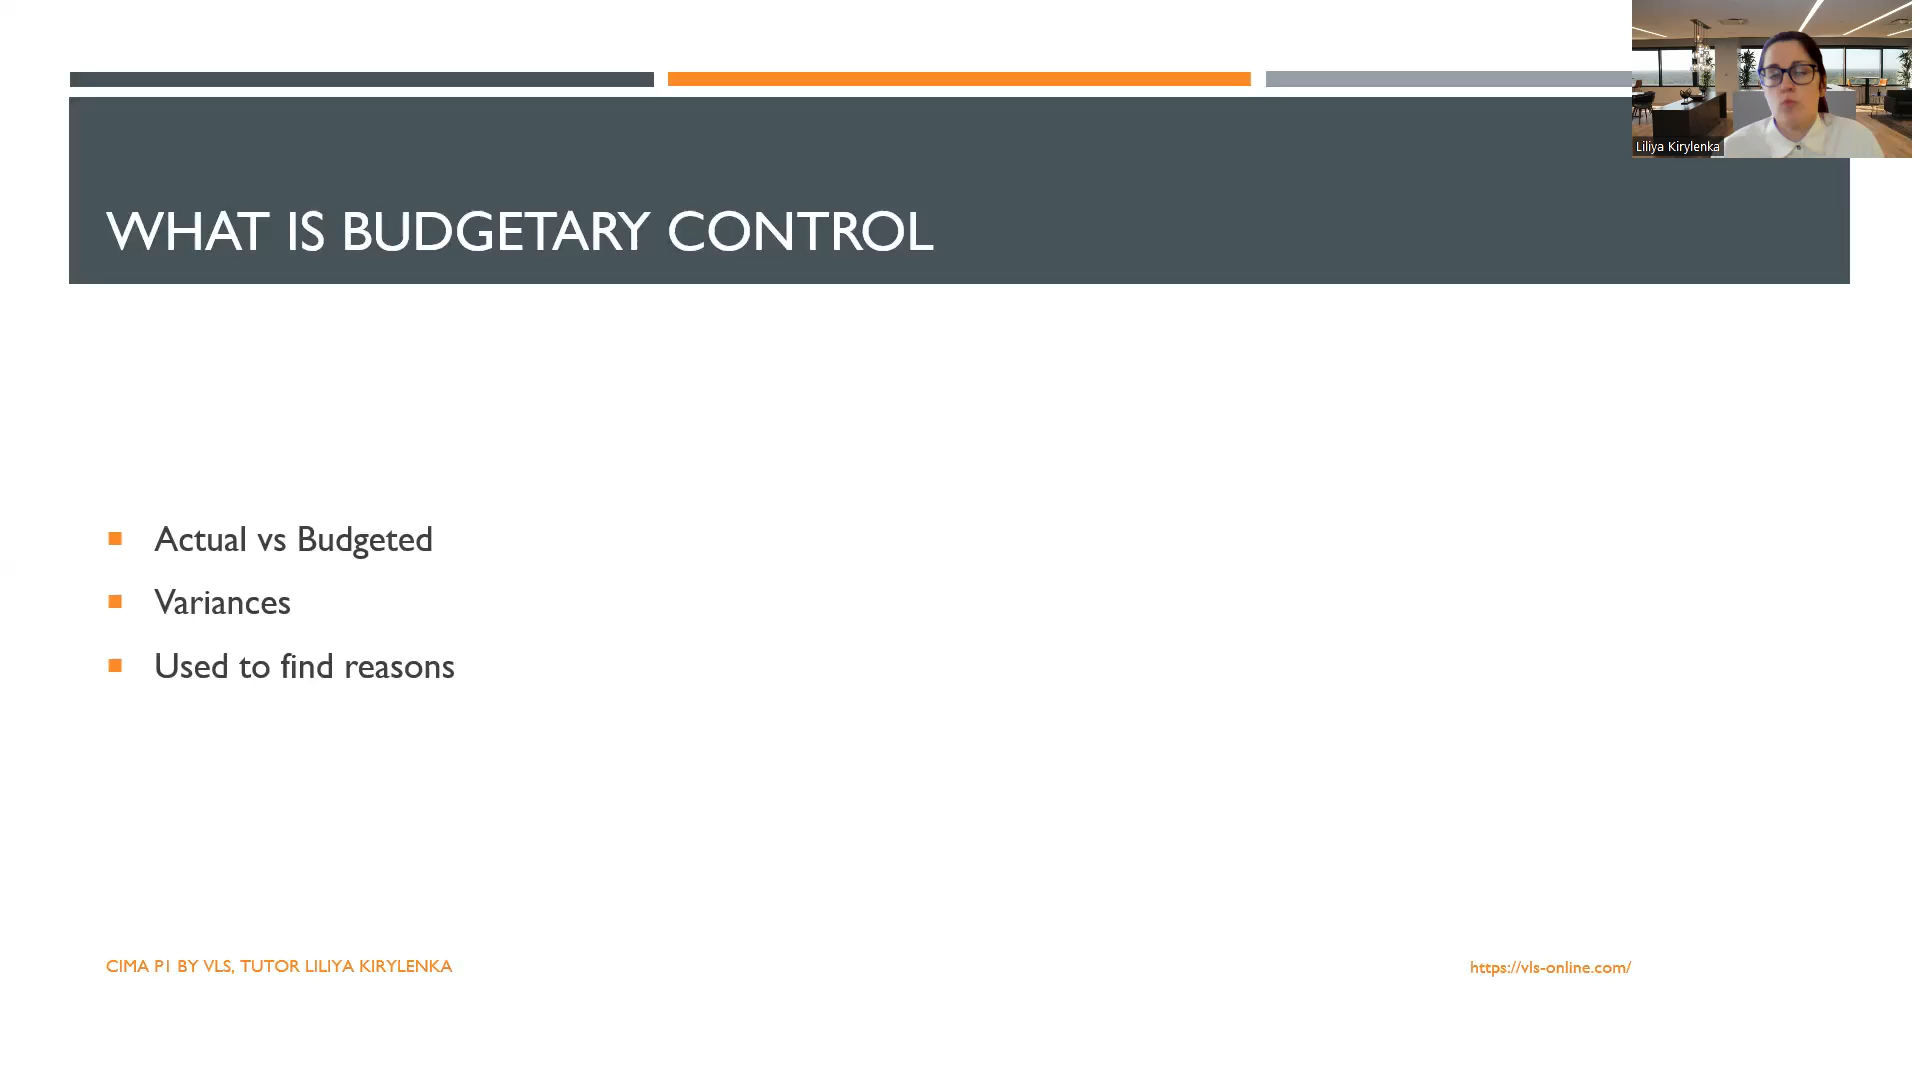 Liliya Kirylenka
WHAT IS BUDGETARY CONTROL
Actual vs Budgeted
Variances
Used to find reasons
CIMA P1 BY VLS, TUTOR LILIYA KIRYLENKA
https://vls-online.com/